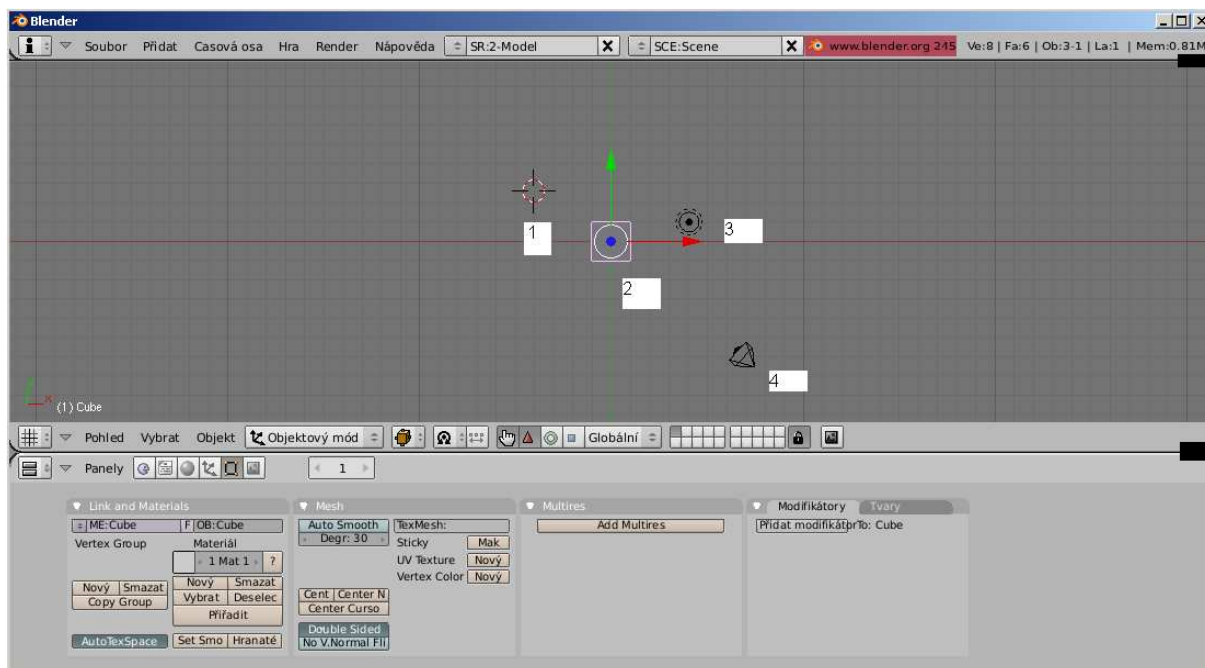 Blender
Soubor Přidat Casová osa Hra Render Nápověda SR:2-Model SCE:Scene www.blender.org 245 Ve:8 | Fa:6 | Ob:3-1 | La:1 | Mem:0.81M
1
3
2
4
x
(1) Cube
Pohled Vybrat Objekt Objektový mód Globální
Panely 1
Link and Materials
ME:Cube F OB:Cube
Vertex Group Materiál
1 Mat 1 ?
Nový Smazat
Copy Group
Nový Smazat
Vybrat Deselec
Přiřadit
AutoTexSpace Set Smo Hranaté
Mesh
Auto Smooth
Degr: 30
TexMesh:
Sticky Mak
UV Texture Nový
Vertex Color Nový
Cent Center N
Center Curso
Double Sided
No V.Normal Fli
Multires
Add Multires
Modifikátory Tvary
Přidat modifikátor To: Cube